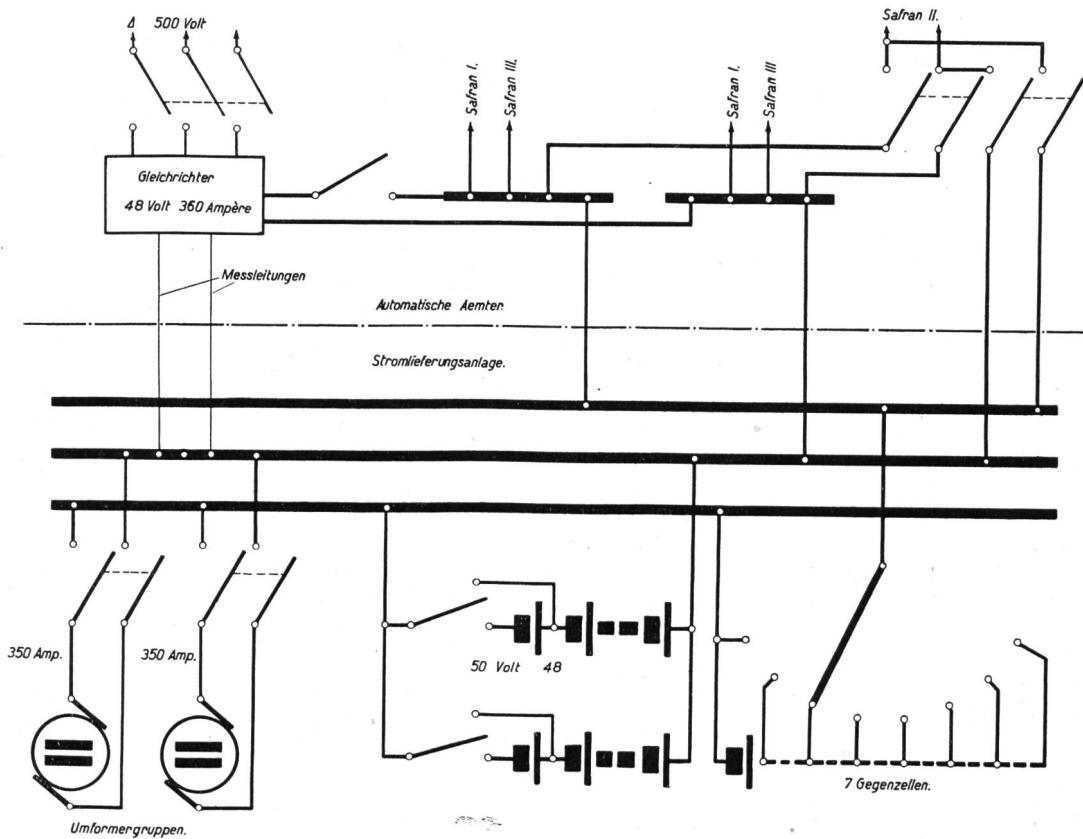 Δ 500 Volt
Safran II.
Safran I.
Safran III.
Safran I.
Safran III
Gleichrichter
48 Volt 360 Ampère
Messleitungen
Automatische Aemter
Stromlieferungsanlage.
350 Amp.
350 Amp.
50 Volt 48
7 Gegenzellen.
Umformergruppen.